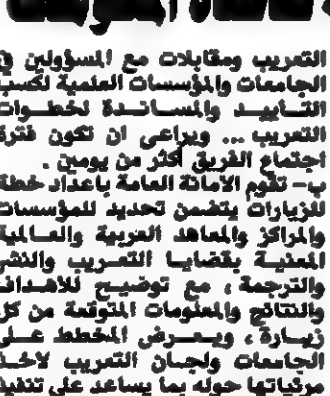 التعريب ومقابلات مع المسؤولين في
الجامعات والمؤسسات العلمية لكسب
التأييد والمساندة لخطوات
التعريب ... ويراعى ان تكون فترة
اجتماع الفريق أكثر من يومين .
ب- تقوم الأمانة العامة باعداد خطة
للزيارات يتضمن تحديد للمؤسسات
والمراكز والمعاهد العربية والعالمية
المعنية بقضايا التعريب والنشر
والترجمة ، مع توضيح للأهداف
والنتائج والمعلومات المتوقعة من كل
زيارة ، ويعرض المخطط على
الجامعات ولجان التعريب لاخذ
مرئياتها حوله بما يساعد على تنفيذ